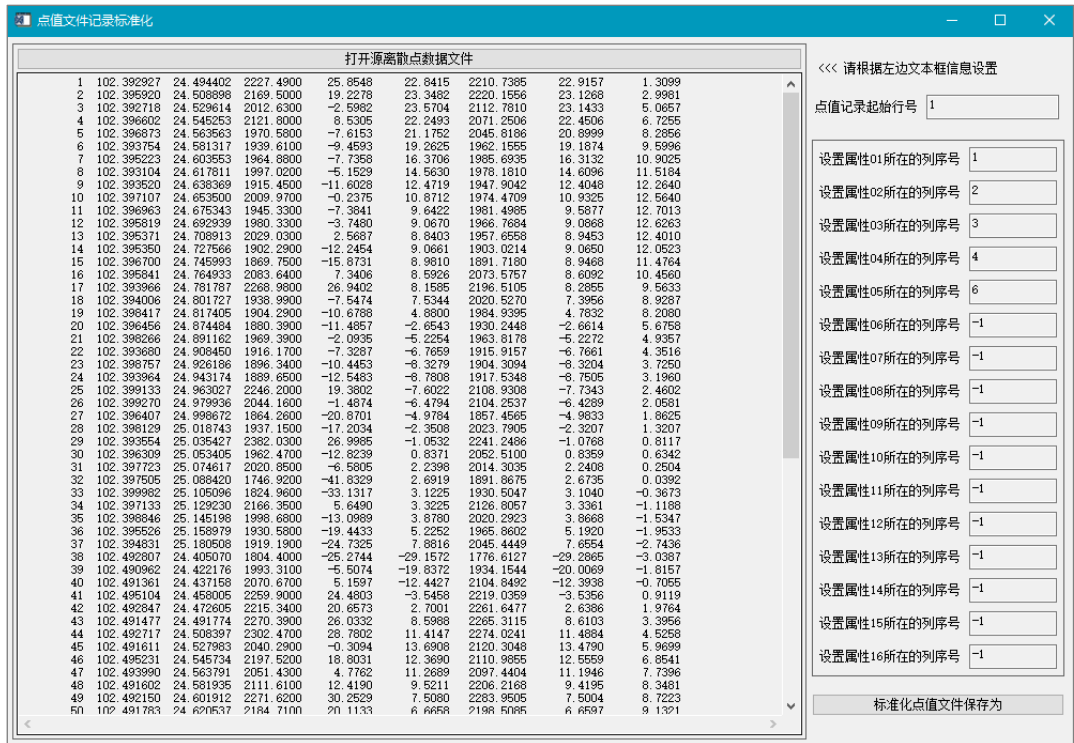 点值文件记录标准化
打开源离散点数据文件
1 102.392927 24.494402 2227.4900 25.8548 22.8415 2210.7385 22.9157 1.3099
2 102.395920 24.508898 2169.5000 19.2278 23.3482 2220.1556 23.1268 2.9981
3 102.392718 24.529614 2012.6300 -2.5982 23.5704 2112.7810 23.1433 5.0657
4 102.396602 24.545253 2121.8000 8.5305 22.2493 2071.2506 22.4506 6.7255
5 102.396873 24.563563 1970.5800 -7.6153 21.1752 2045.8186 20.8999 8.2856
6 102.393754 24.581317 1939.6100 -9.4593 19.2625 1962.1555 19.1874 9.5996
7 102.395223 24.603553 1964.8800 -7.7358 16.3706 1985.6935 16.3132 10.9025
8 102.393104 24.617811 1997.0200 -5.1529 14.5630 1978.1810 14.6096 11.5184
9 102.393520 24.638369 1915.4500 -11.6028 12.4719 1947.9042 12.4048 12.2640
10 102.397107 24.653500 2009.9700 -0.2375 10.8712 1974.4709 10.9325 12.5640
11 102.396963 24.675343 1945.3300 -7.3841 9.6422 1981.4985 9.5877 12.7013
12 102.395819 24.692939 1980.3300 -3.7480 9.0670 1966.7684 9.0868 12.6263
13 102.395371 24.708913 2029.0300 2.5687 8.8403 1957.6558 8.9453 12.4010
14 102.395350 24.727566 1902.2900 -12.2454 9.0661 1903.0214 9.0650 12.0523
15 102.396700 24.745993 1869.7500 -15.8731 8.9810 1891.7180 8.9468 11.4764
16 102.395841 24.764933 2083.6400 7.3406 8.5926 2073.5757 8.6092 10.4560
17 102.393966 24.781787 2268.9800 26.9402 8.1585 2196.5105 8.2855 9.5633
18 102.394006 24.801727 1938.9900 -7.5474 7.5344 2020.5270 7.3956 8.9287
19 102.398417 24.817405 1904.2900 -10.6788 4.8800 1984.9395 4.7832 8.2080
20 102.396456 24.874484 1880.3900 -11.4857 -2.6543 1930.2448 -2.6614 5.6758
21 102.398266 24.891162 1969.3900 -2.0935 -5.2254 1963.8178 -5.2272 4.9357
22 102.393680 24.908450 1916.1700 -7.3287 -6.7659 1915.9157 -6.7661 4.3516
23 102.398757 24.926186 1896.3400 -10.4453 -8.3279 1904.3094 -8.3204 3.7250
24 102.393964 24.943174 1889.6500 -12.5483 -8.7808 1917.5348 -8.7505 3.1960
25 102.399133 24.963027 2246.2000 19.3802 -7.6022 2108.9308 -7.7343 2.4602
26 102.399270 24.979936 2044.1600 -1.4874 -6.4794 2104.2537 -6.4289 2.0581
27 102.396407 24.998672 1864.2600 -20.8701 -4.9784 1857.4565 -4.9833 1.8625
28 102.398129 25.018743 1937.1500 -17.2034 -2.3508 2023.7905 -2.3207 1.3207
29 102.393554 25.035427 2382.0300 26.9985 -1.0532 2241.2486 -1.0768 0.8117
30 102.396309 25.053405 1962.4700 -12.8239 0.8371 2052.5100 0.8359 0.6342
31 102.397723 25.074617 2020.8500 -6.5805 2.2398 2014.3035 2.2408 0.2504
32 102.397505 25.088420 1746.9200 -41.8329 2.6919 1891.8675 2.6735 0.0392
33 102.399982 25.105096 1824.9600 -33.1317 3.1225 1930.5047 3.1040 -0.3673
34 102.397133 25.129230 2166.3500 5.6490 3.3225 2126.8057 3.3361 -1.1188
35 102.398846 25.145198 1998.6800 -13.0989 3.8780 2020.2923 3.8668 -1.5347
36 102.395526 25.158979 1930.5800 -19.4433 5.2252 1965.8602 5.1920 -1.9533
37 102.394831 25.180508 1919.1900 -24.7325 7.8816 2045.4449 7.6554 -2.7436
38 102.492807 24.405070 1804.4000 -25.2744 -29.1572 1776.6127 -29.2865 -3.0387
39 102.490962 24.422176 1993.3100 -5.5074 -19.8372 1934.1544 -20.0069 -1.8157
40 102.491361 24.437158 2070.6700 5.1597 -12.4427 2104.8492 -12.3938 -0.7055
41 102.495104 24.458005 2259.9000 24.4803 -3.5458 2219.0359 -3.5356 0.9119
42 102.492847 24.472605 2215.3400 20.6573 2.7001 2261.6477 2.6386 1.9764
43 102.491477 24.491774 2270.3900 26.0332 8.5988 2265.3115 8.6103 3.3956
44 102.492717 24.508397 2302.4700 28.7802 11.4147 2274.0241 11.4884 4.5258
45 102.491611 24.527983 2040.2900 -0.3094 13.6908 2120.3048 13.4790 5.9699
46 102.495231 24.545734 2197.5200 18.8031 12.3690 2110.9855 12.5559 6.8541
47 102.493990 24.563791 2051.4300 4.7762 11.2689 2097.4404 11.1946 7.7396
48 102.491602 24.581935 2111.6100 12.4190 9.5211 2206.2168 9.4195 8.3481
49 102.492150 24.601912 2271.6200 30.2529 7.5080 2283.9505 7.5004 8.7223
50 102.491783 24.620537 2184.7100 20.1133 6.6658 2198.5085 6.6597 9.1321
<<< 请根据左边文本框信息设置
点值记录起始行号 1
设置属性01所在的列序号 1
设置属性02所在的列序号 2
设置属性03所在的列序号 3
设置属性04所在的列序号 4
设置属性05所在的列序号 6
设置属性06所在的列序号 -1
设置属性07所在的列序号 -1
设置属性08所在的列序号 -1
设置属性09所在的列序号 -1
设置属性10所在的列序号 -1
设置属性11所在的列序号 -1
设置属性12所在的列序号 -1
设置属性13所在的列序号 -1
设置属性14所在的列序号 -1
设置属性15所在的列序号 -1
设置属性16所在的列序号 -1
标准化点值文件保存为